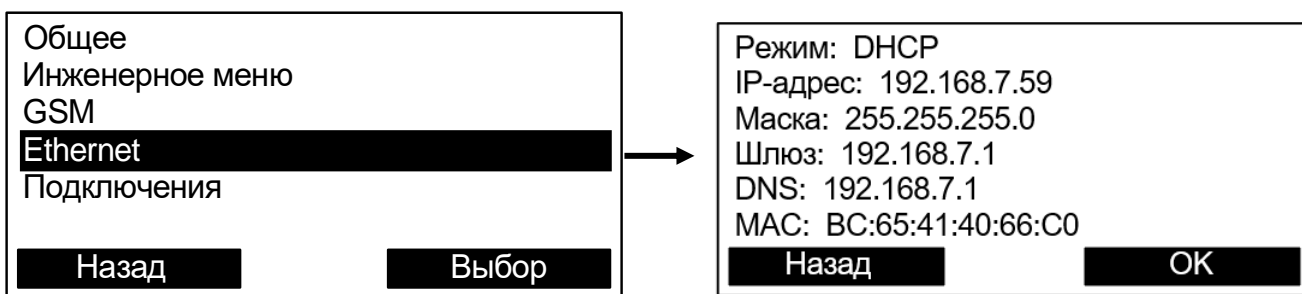 Общее
Инженерное меню
GSM
Ethernet
Подключения
Назад
Выбор
Режим: DHCP
IP-адрес: 192.168.7.59
Маска: 255.255.255.0
Шлюз: 192.168.7.1
DNS: 192.168.7.1
MAC: BC:65:41:40:66:C0
Назад
OK